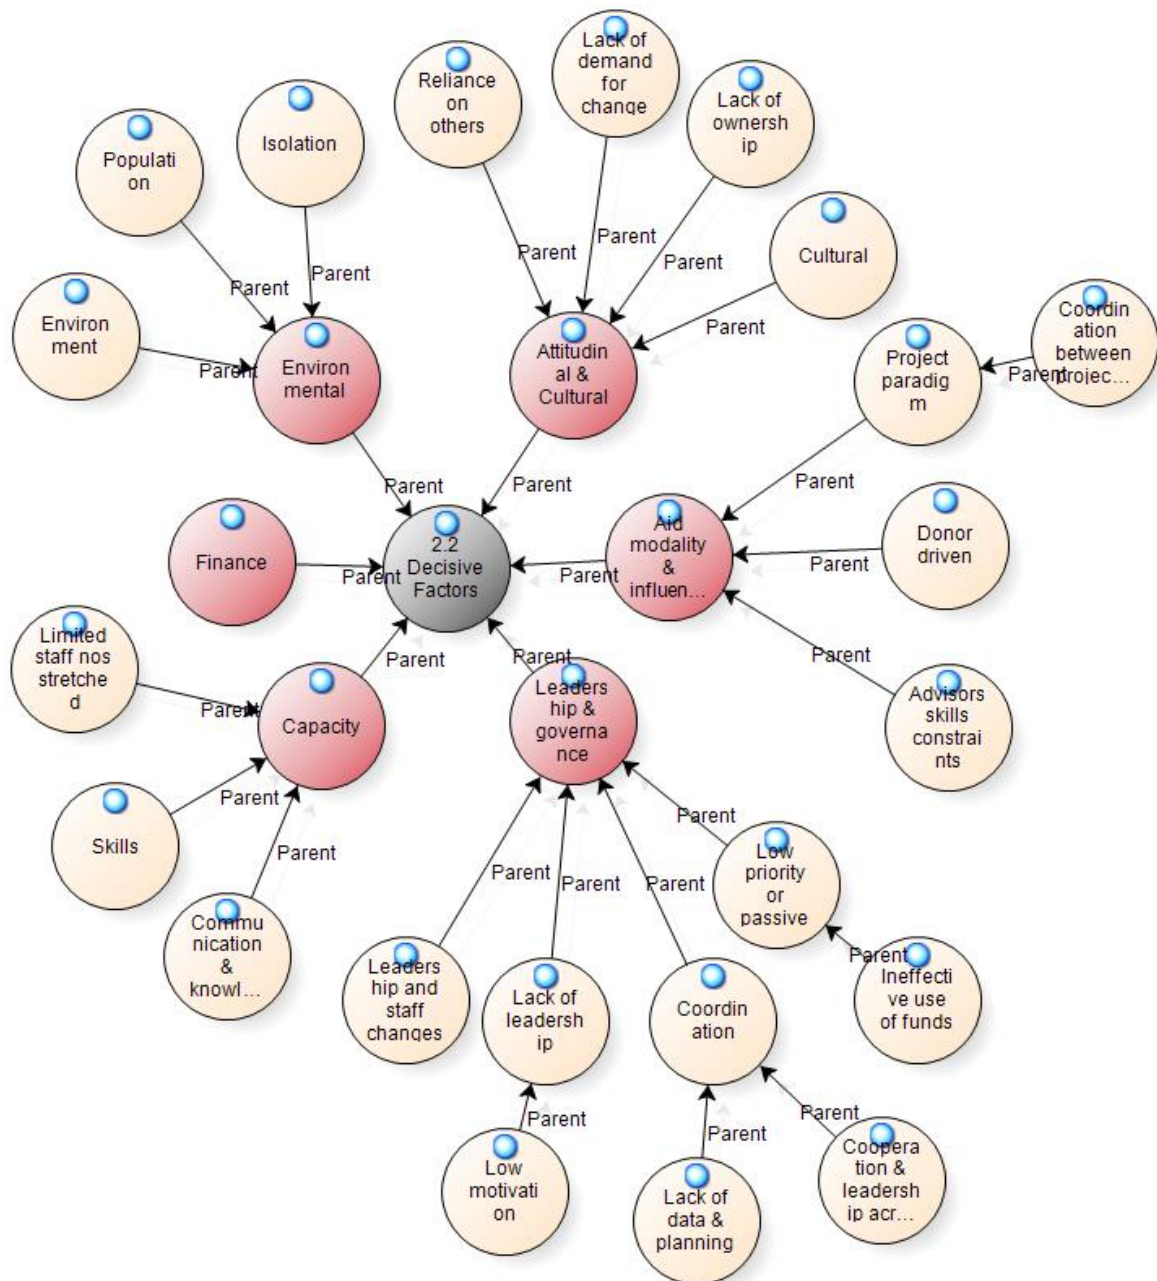 Lack of
demand
for
change
Reliance
on
others
Lack of
ownersh
ip
Isolation
Populati
on
Cultural
Parent
Parent
Parent
Parent
Parent
Parent
Parent
Environ
ment
Parent
Environ
mental
Attitudin
al &
Cultural
Project
paradig
m
Coordin
ation
between
projec...
Parent
Parent
Parent
Parent
Finance
Parent
2.2
Decisive
Factors
Parent
Aid
modality
&
influen...
Parent
Donor
driven
Limited
staff nos
stretche
d
Parent
Capacity
Parent
Parent
Leaders
hip &
governa
nce
Parent
Advisors
skills
constrai
nts
Skills
Parent
Parent
Commu
nication
&
knowl...
Parent
Parent
Parent
Parent
Low
priority
or
passive
Leaders
hip and
staff
changes
Lack of
leadersh
ip
Coordin
ation
Parent
Ineffecti
ve use
of funds
Parent
Parent
Parent
Low
motivati
on
Lack of
data &
planning
Coopera
tion &
leadersh
ip acr...